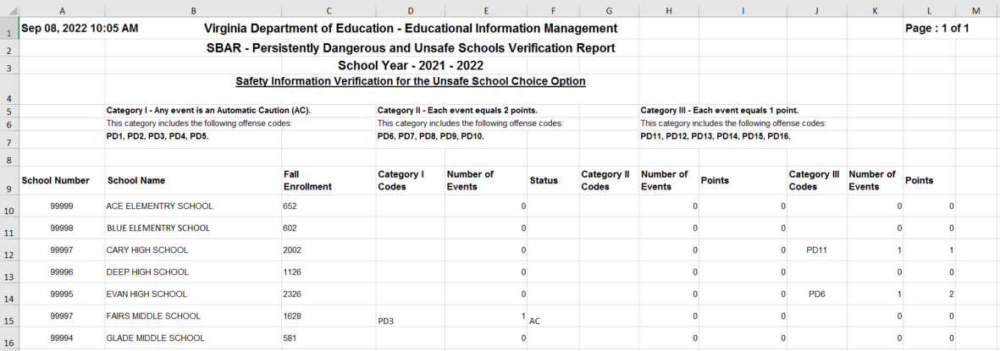 A B C D E F G H I J K L M
1 Sep 08, 2022 10:05 AM Virginia Department of Education - Educational Information Management Page : 1 of 1
2 SBAR - Persistently Dangerous and Unsafe Schools Verification Report
3 School Year - 2021 - 2022
4 Safety Information Verification for the Unsafe School Choice Option
5 Category I - Any event is an Automatic Caution (AC). Category II - Each event equals 2 points. Category III - Each event equals 1 point.
6 This category includes the following offense codes: This category includes the following offense codes: This category includes the following offense codes:
7 PD1, PD2, PD3, PD4, PD5. PD6, PD7, PD8, PD9, PD10. PD11, PD12, PD13, PD14, PD15, PD16.
8
9 School Number School Name Fall Enrollment Category I Codes Number of Events Status Category II Codes Number of Events Points Category III Codes Number of Events Points
10 99999 ACE ELEMENTRY SCHOOL 652 0 0 0 0 0
11 99998 BLUE ELEMENTRY SCHOOL 602 0 0 0 0 0
12 99997 CARY HIGH SCHOOL 2002 0 0 0 PD11 1 1
13 99996 DEEP HIGH SCHOOL 1126 0 0 0 0 0
14 99995 EVAN HIGH SCHOOL 2326 0 0 0 PD6 1 2
15 99997 FAIRS MIDDLE SCHOOL 1628 PD3 1 AC 0 0 0 0
16 99994 GLADE MIDDLE SCHOOL 581 0 0 0 0 0